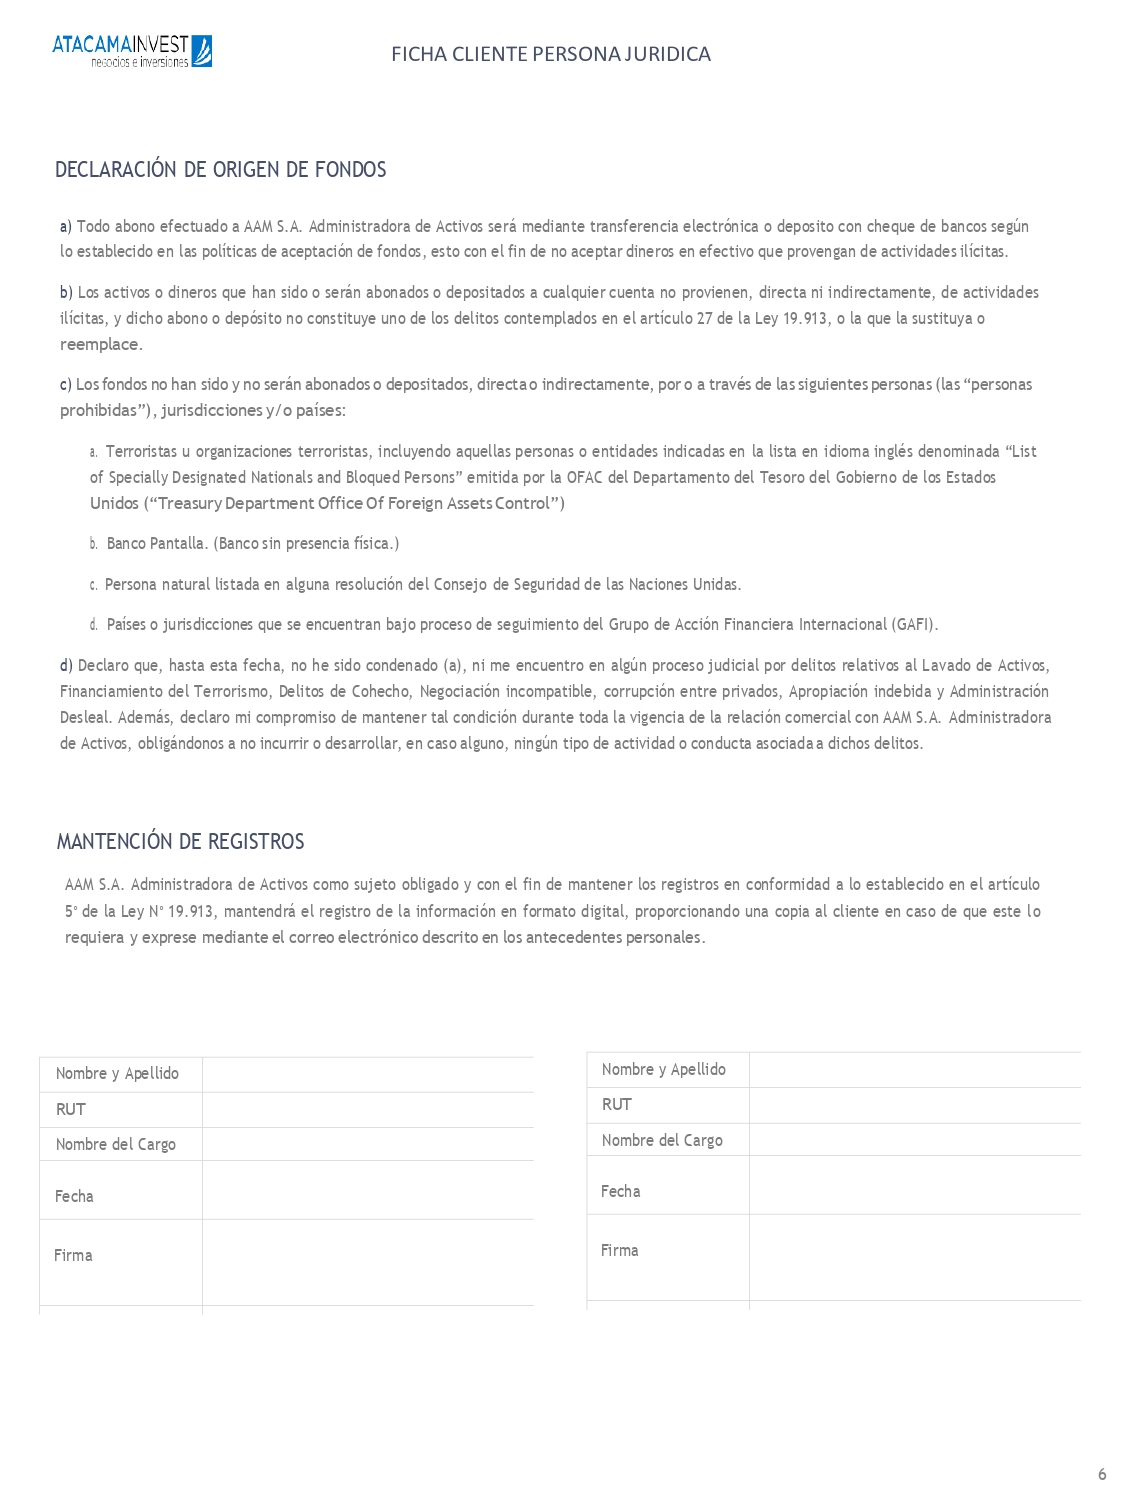 ATACAMAINVEST
negocios e inversiones
FICHA CLIENTE PERSONA JURIDICA
DECLARACIÓN DE ORIGEN DE FONDOS
a) Todo abono efectuado a AAM S.A. Administradora de Activos será mediante transferencia electrónica o deposito con cheque de bancos según
lo establecido en las políticas de aceptación de fondos, esto con el fin de no aceptar dineros en efectivo que provengan de actividades ilícitas.
b) Los activos o dineros que han sido o serán abonados o depositados a cualquier cuenta no provienen, directa ni indirectamente, de actividades
ilícitas, y dicho abono o depósito no constituye uno de los delitos contemplados en el artículo 27 de la Ley 19.913, o la que la sustituya o
reemplace.
c) Los fondos no han sido y no serán abonados o depositados, directa o indirectamente, por o a través de las siguientes personas (las “personas
prohibidas”), jurisdicciones y/o países:
a. Terroristas u organizaciones terroristas, incluyendo aquellas personas o entidades indicadas en la lista en idioma inglés denominada “List
of Specially Designated Nationals and Bloqued Persons” emitida por la OFAC del Departamento del Tesoro del Gobierno de los Estados
Unidos (“Treasury Department Office Of Foreign Assets Control”)
b. Banco Pantalla. (Banco sin presencia física.)
c. Persona natural listada en alguna resolución del Consejo de Seguridad de las Naciones Unidas.
d. Países o jurisdicciones que se encuentran bajo proceso de seguimiento del Grupo de Acción Financiera Internacional (GAFI).
d) Declaro que, hasta esta fecha, no he sido condenado (a), ni me encuentro en algún proceso judicial por delitos relativos al Lavado de Activos,
Financiamiento del Terrorismo, Delitos de Cohecho, Negociación incompatible, corrupción entre privados, Apropiación indebida y Administración
Desleal. Además, declaro mi compromiso de mantener tal condición durante toda la vigencia de la relación comercial con AAM S.A. Administradora
de Activos, obligándonos a no incurrir o desarrollar, en caso alguno, ningún tipo de actividad o conducta asociada a dichos delitos.
MANTENCIÓN DE REGISTROS
AAM S.A. Administradora de Activos como sujeto obligado y con el fin de mantener los registros en conformidad a lo establecido en el artículo
5° de la Ley N° 19.913, mantendrá el registro de la información en formato digital, proporcionando una copia al cliente en caso de que este lo
requiera y exprese mediante el correo electrónico descrito en los antecedentes personales.
Nombre y Apellido
RUT
Nombre del Cargo
Fecha
Firma
Nombre y Apellido
RUT
Nombre del Cargo
Fecha
Firma
6